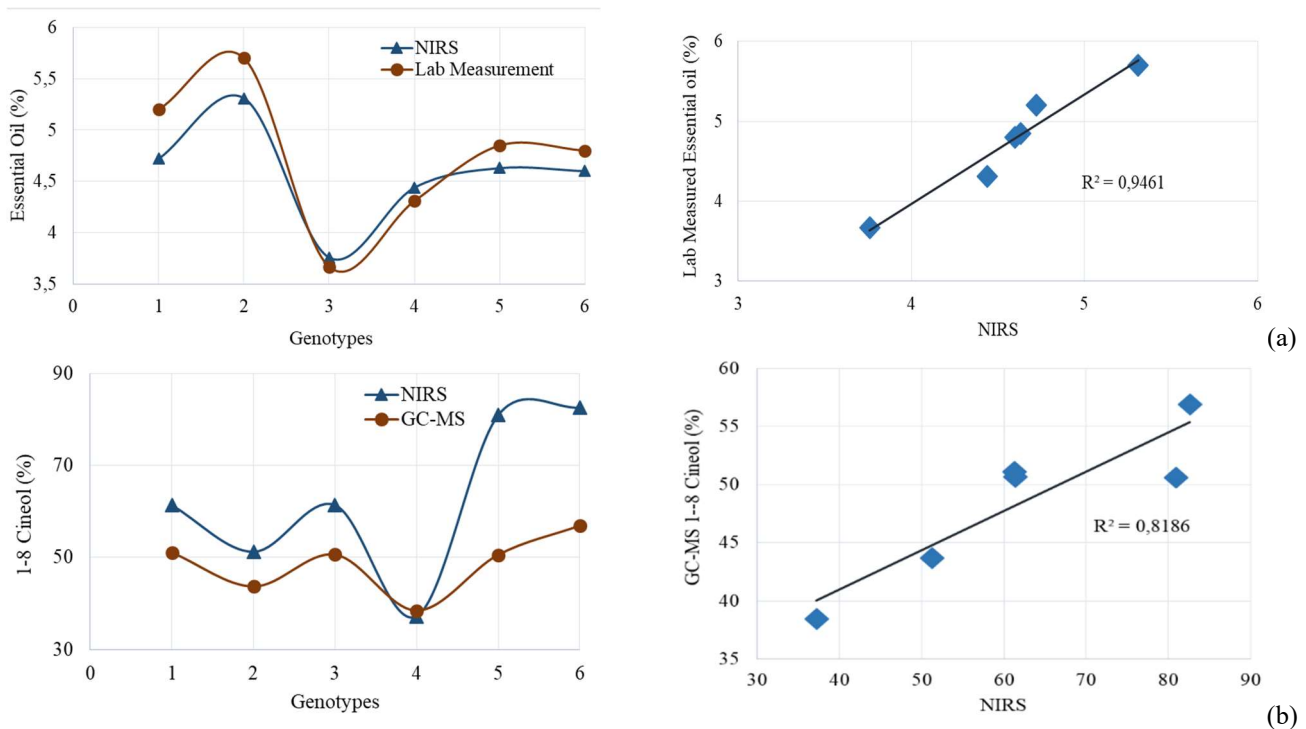 6
5,5
5
4,5
4
3,5
Essential Oil (%)
NIRS
Lab Measurement
0 1 2 3 4 5 6
Genotypes
6
5
4
3
Lab Measured Essential oil (%)
R² = 0,9461
3 4 5 6
NIRS
(a)
90
70
50
30
1-8 Cineol (%)
NIRS
GC-MS
0 1 2 3 4 5 6
Genotypes
60
55
50
45
40
35
GC-MS 1-8 Cineol (%)
R² = 0,8186
30 40 50 60 70 80 90
NIRS
(b)